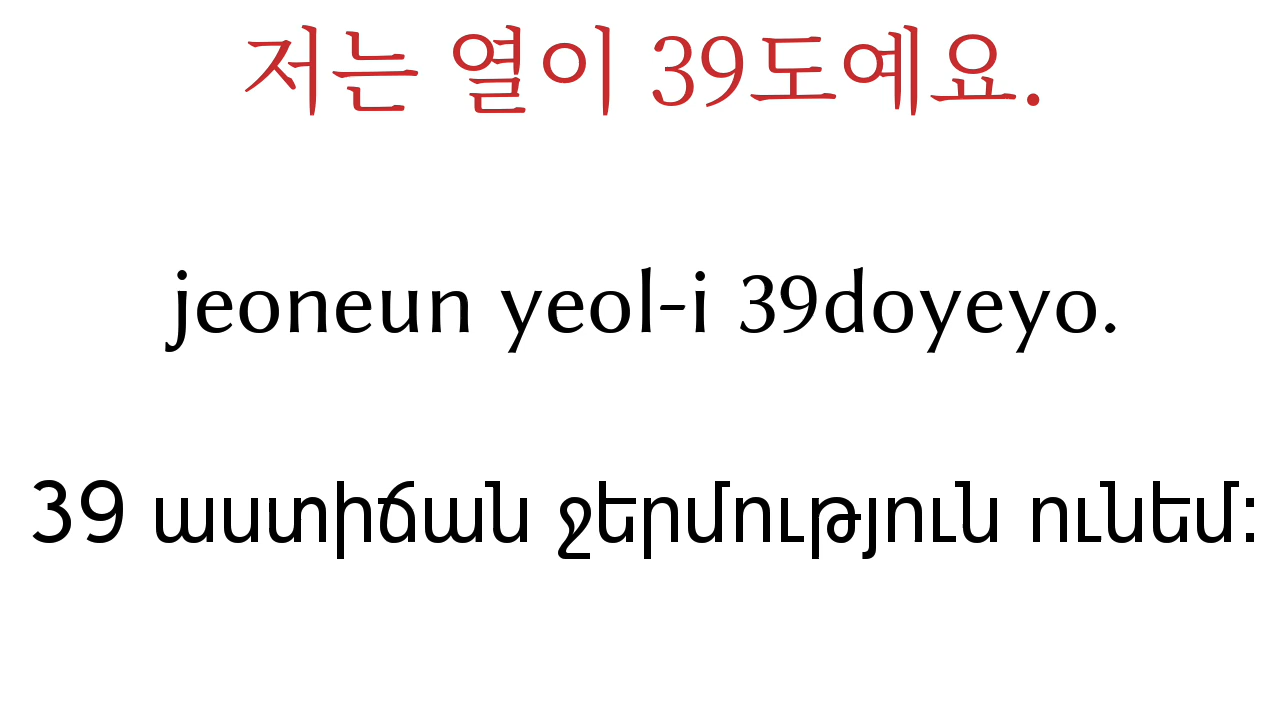 저는 열이 39도예요.
jeoneun yeol-i 39doyeyo.
39 աստիճան ջերմություն ունեմ: